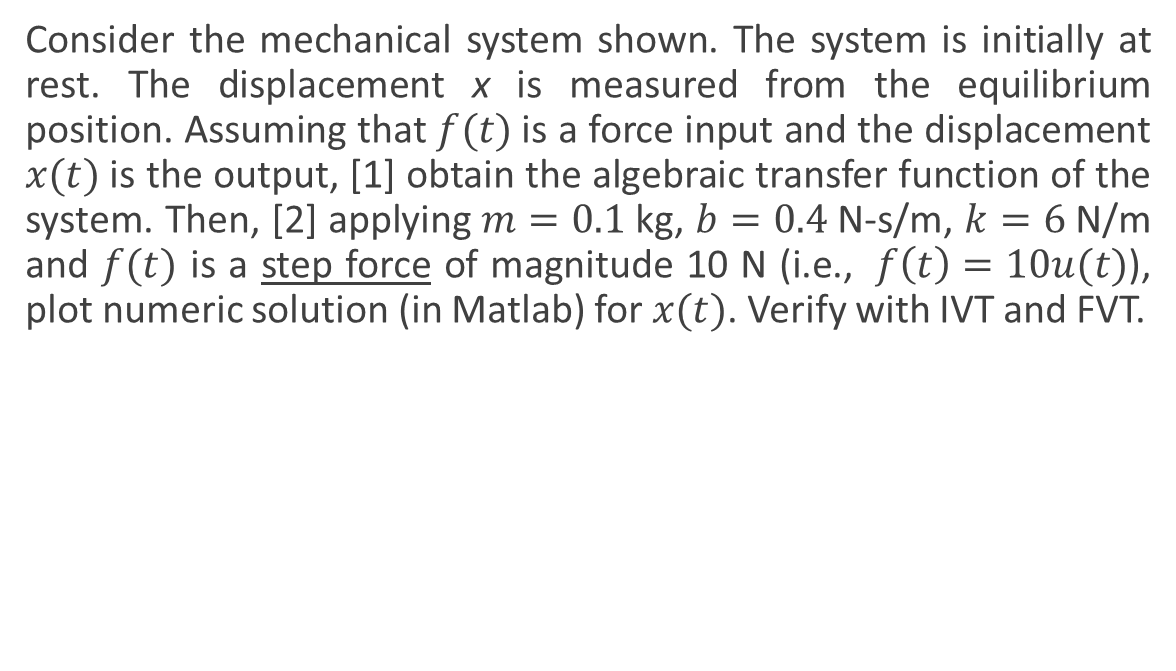 Consider the mechanical system shown. The system is initially at
rest. The displacement x is measured from the equilibrium
position. Assuming that f(t) is a force input and the displacement
x(t) is the output, [1] obtain the algebraic transfer function of the
system. Then, [2] applying m = 0.1 kg, b = 0.4 N-s/m, k = 6 N/m
and f(t) is a step force of magnitude 10 N (i.e., f(t) = 10u(t)),
plot numeric solution (in Matlab) for x(t). Verify with IVT and FVT.